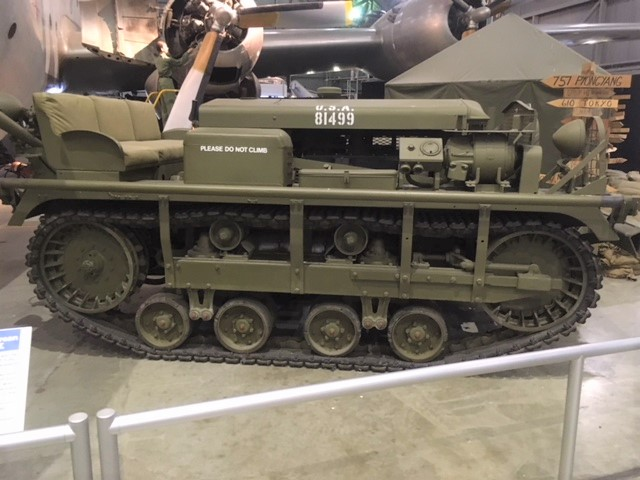 U.S.A.
81499
PLEASE DO NOT CLIMB
757 PYONGYANG
610 TOKYO